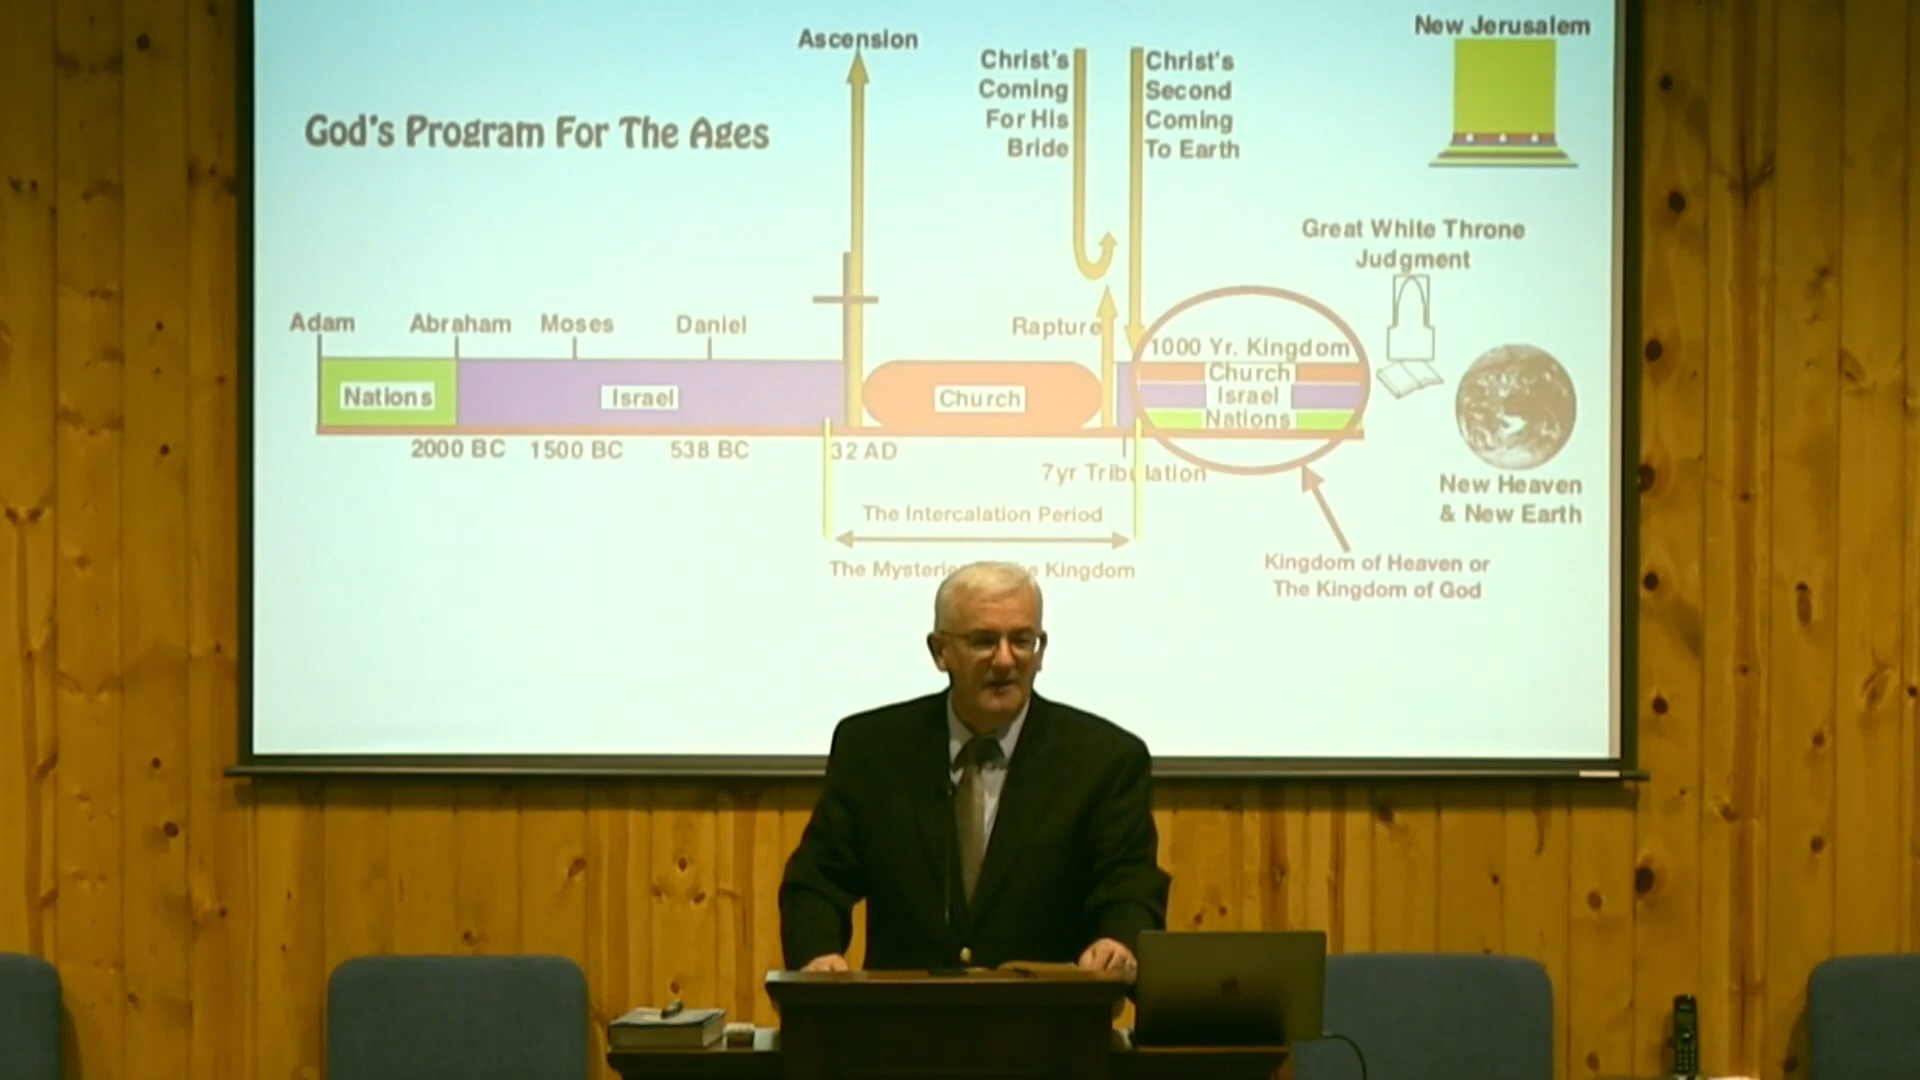 New Jerusalem
Ascension
Christ's
Coming
For His
Bride
Christ's
Second
Coming
To Earth
God's Program For The Ages
Great White Throne
Judgment
Adam
Abraham
Moses
Daniel
Rapture
1000 Yr. Kingdom
Church
Israel
Nations
Nations
Israel
Church
2000 BC
1500 BC
538 BC
32 AD
7yr Tribulation
New Heaven
& New Earth
The Intercalation Period
Kingdom of Heaven or
The Kingdom of God
The Kingdom